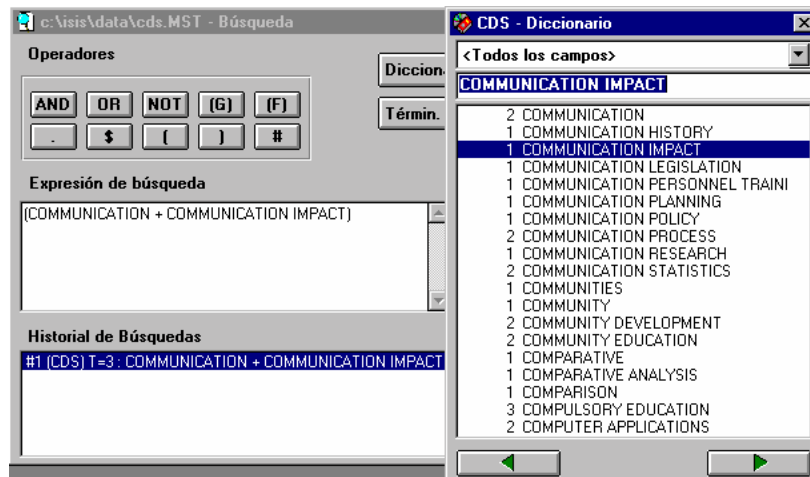 c:\isis\data\cds.MST - Búsqueda
Operadores
AND OR NOT (G) (F)
. $ ( ) #
Diccion
Términ.
Expresión de búsqueda
(COMMUNICATION + COMMUNICATION IMPACT)
Historial de Búsquedas
#1 (CDS) T=3 : COMMUNICATION + COMMUNICATION IMPACT
CDS - Diccionario
<Todos los campos>
COMMUNICATION IMPACT
2 COMMUNICATION
1 COMMUNICATION HISTORY
1 COMMUNICATION IMPACT
1 COMMUNICATION LEGISLATION
1 COMMUNICATION PERSONNEL TRAINI
1 COMMUNICATION PLANNING
1 COMMUNICATION POLICY
2 COMMUNICATION PROCESS
1 COMMUNICATION RESEARCH
2 COMMUNICATION STATISTICS
1 COMMUNITIES
1 COMMUNITY
2 COMMUNITY DEVELOPMENT
2 COMMUNITY EDUCATION
1 COMPARATIVE
1 COMPARATIVE ANALYSIS
1 COMPARISON
3 COMPULSORY EDUCATION
2 COMPUTER APPLICATIONS